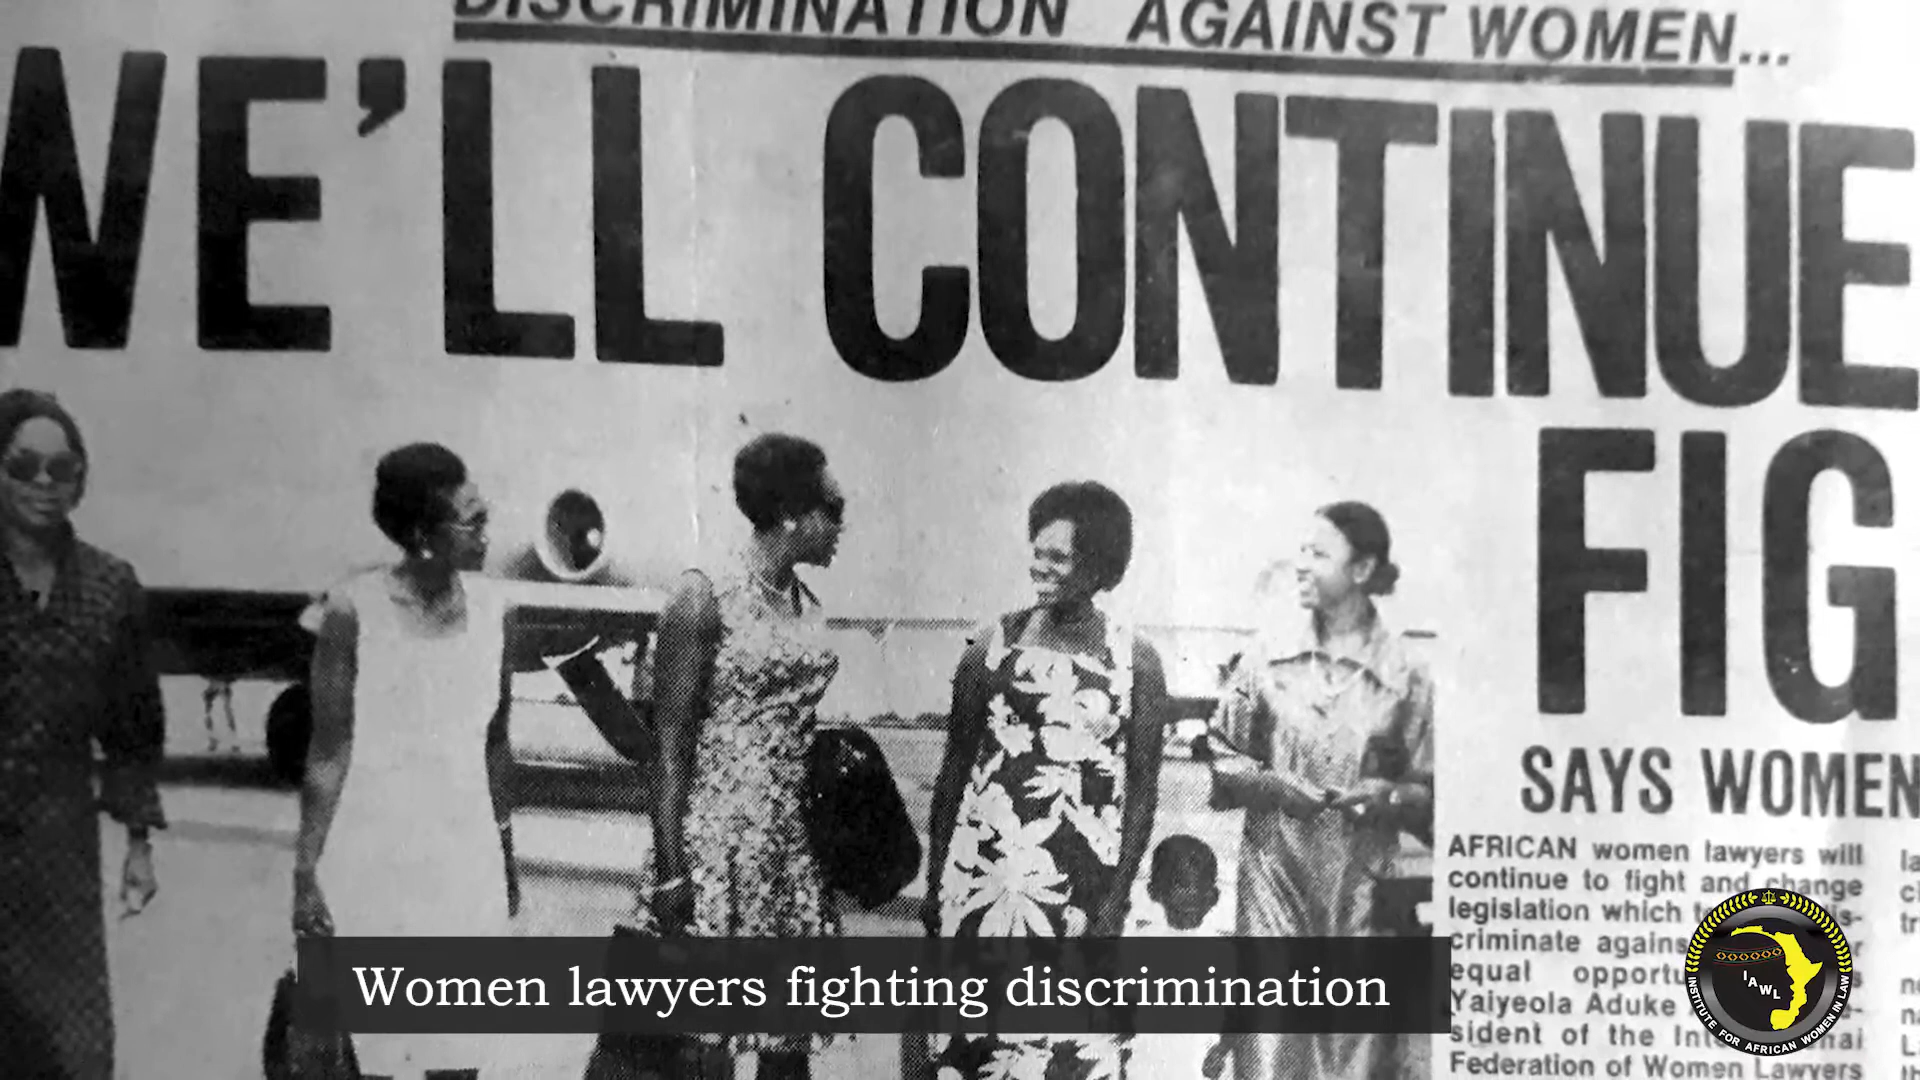 DISCRIMINATION AGAINST WOMEN...
WE'LL CONTINUE
FIG
SAYS WOMEN
AFRICAN women lawyers will
continue to fight and change
legislation which
criminate agains
equal opportu
Yaiyeola Aduke
sident of the
Federation of Women Lawyers
Women lawyers fighting discrimination
IAWL
INSTITUTE FOR AFRICAN WOMEN IN LAW